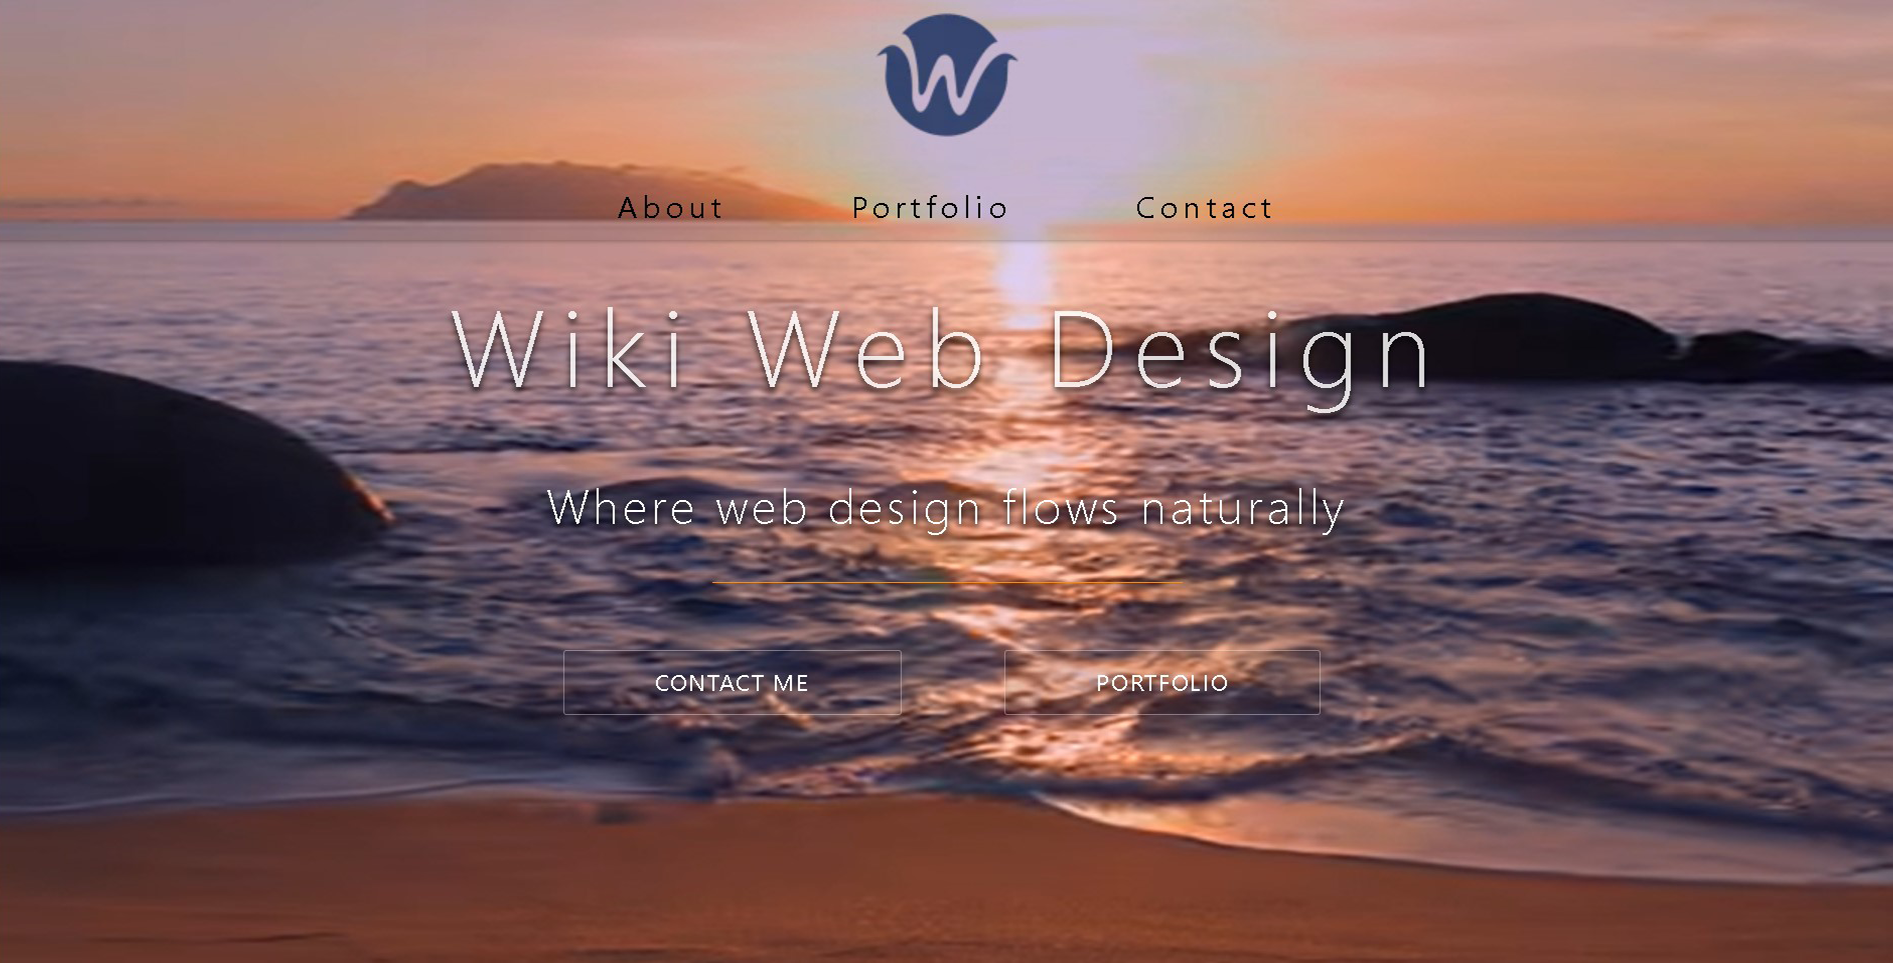 W
About Portfolio Contact
Wiki Web Design
Where web design flows naturally
CONTACT ME PORTFOLIO